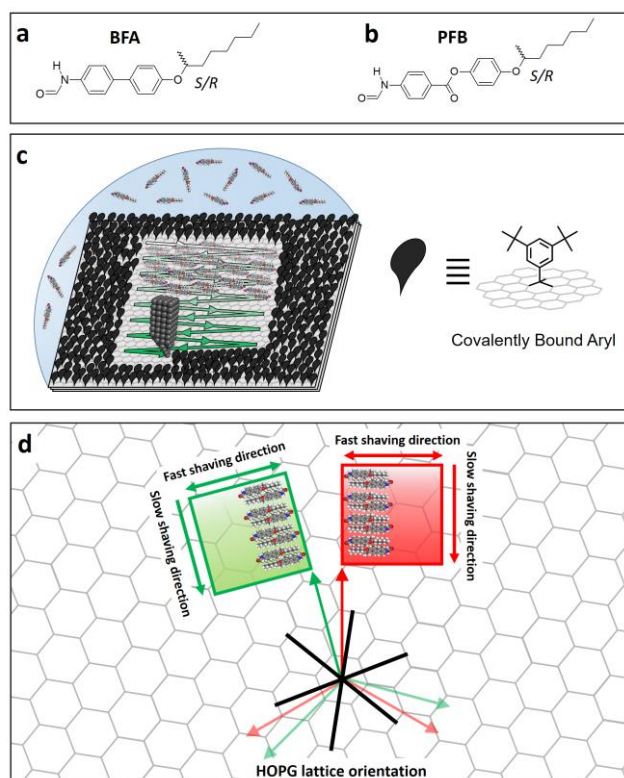 a
BFA
H
N
O
O
S/R
b
PFB
H
N
O
O
O
O
S/R
c
Covalently Bound Aryl
d
Fast shaving direction
Slow shaving direction
Fast shaving direction
Slow shaving direction
HOPG lattice orientation